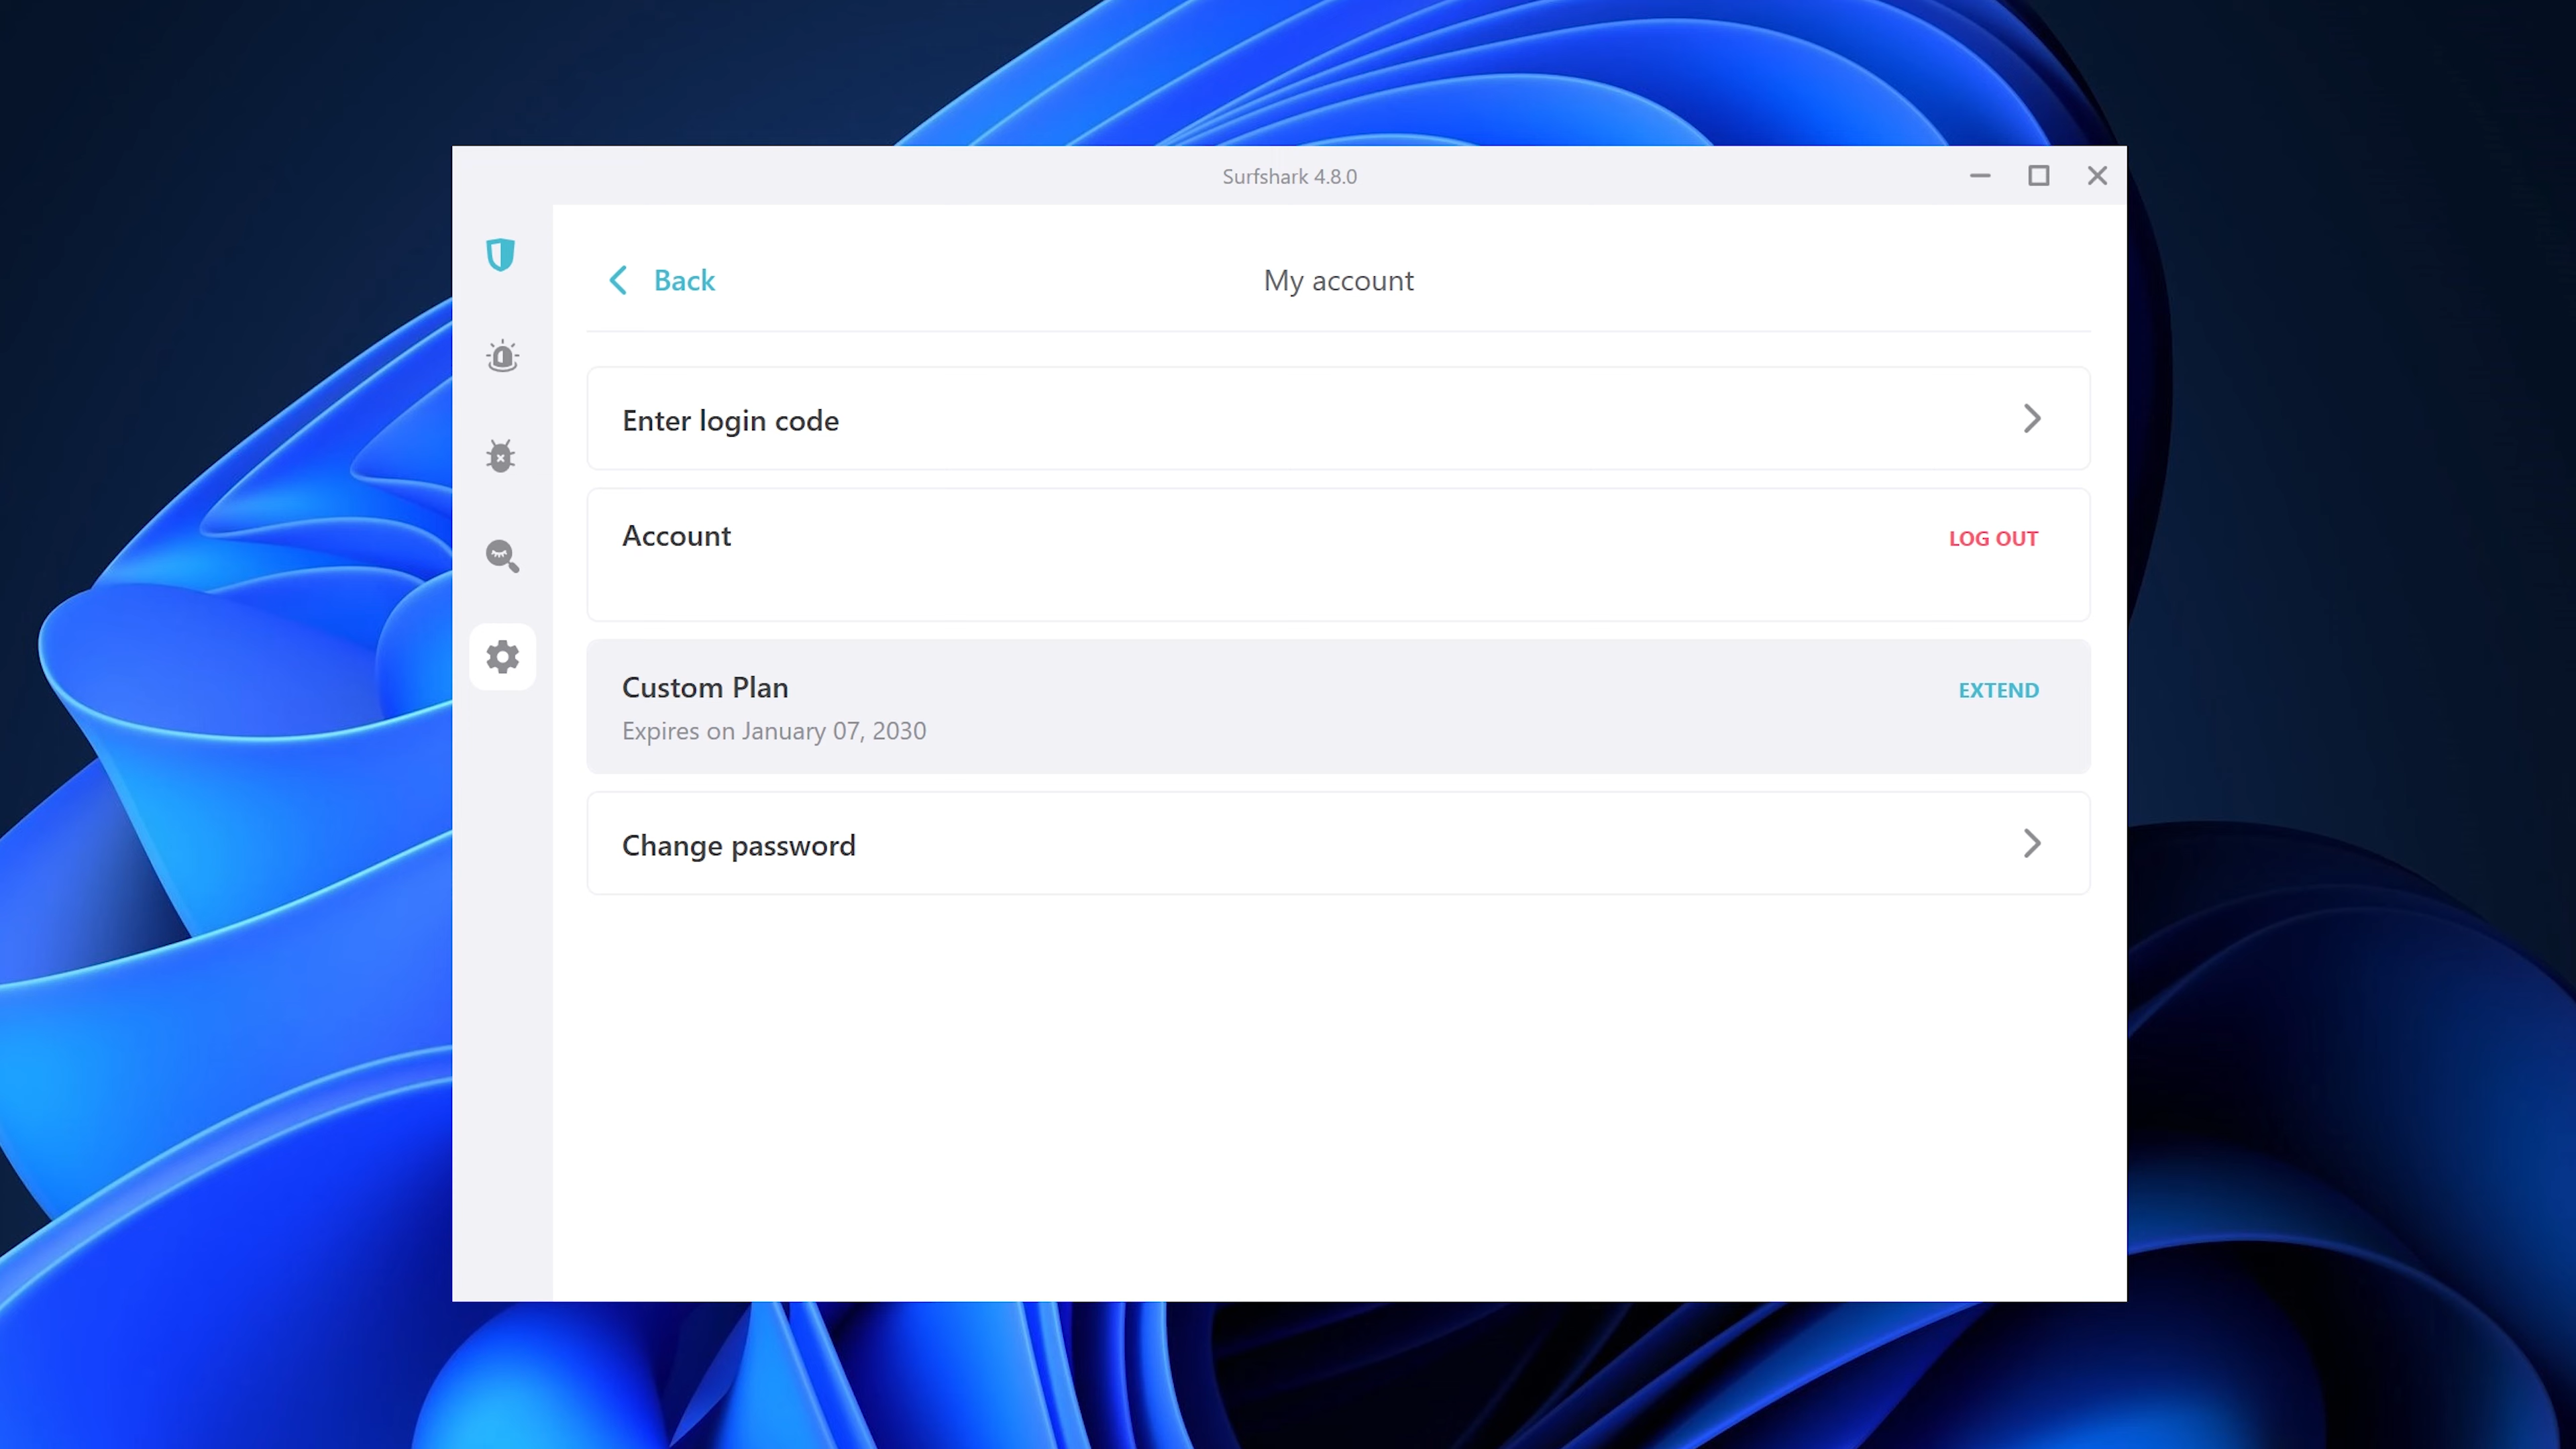 Surfshark 4.8.0
Back
My account
Enter login code
Account
LOG OUT
Custom Plan
EXTEND
Expires on January 07, 2030
Change password